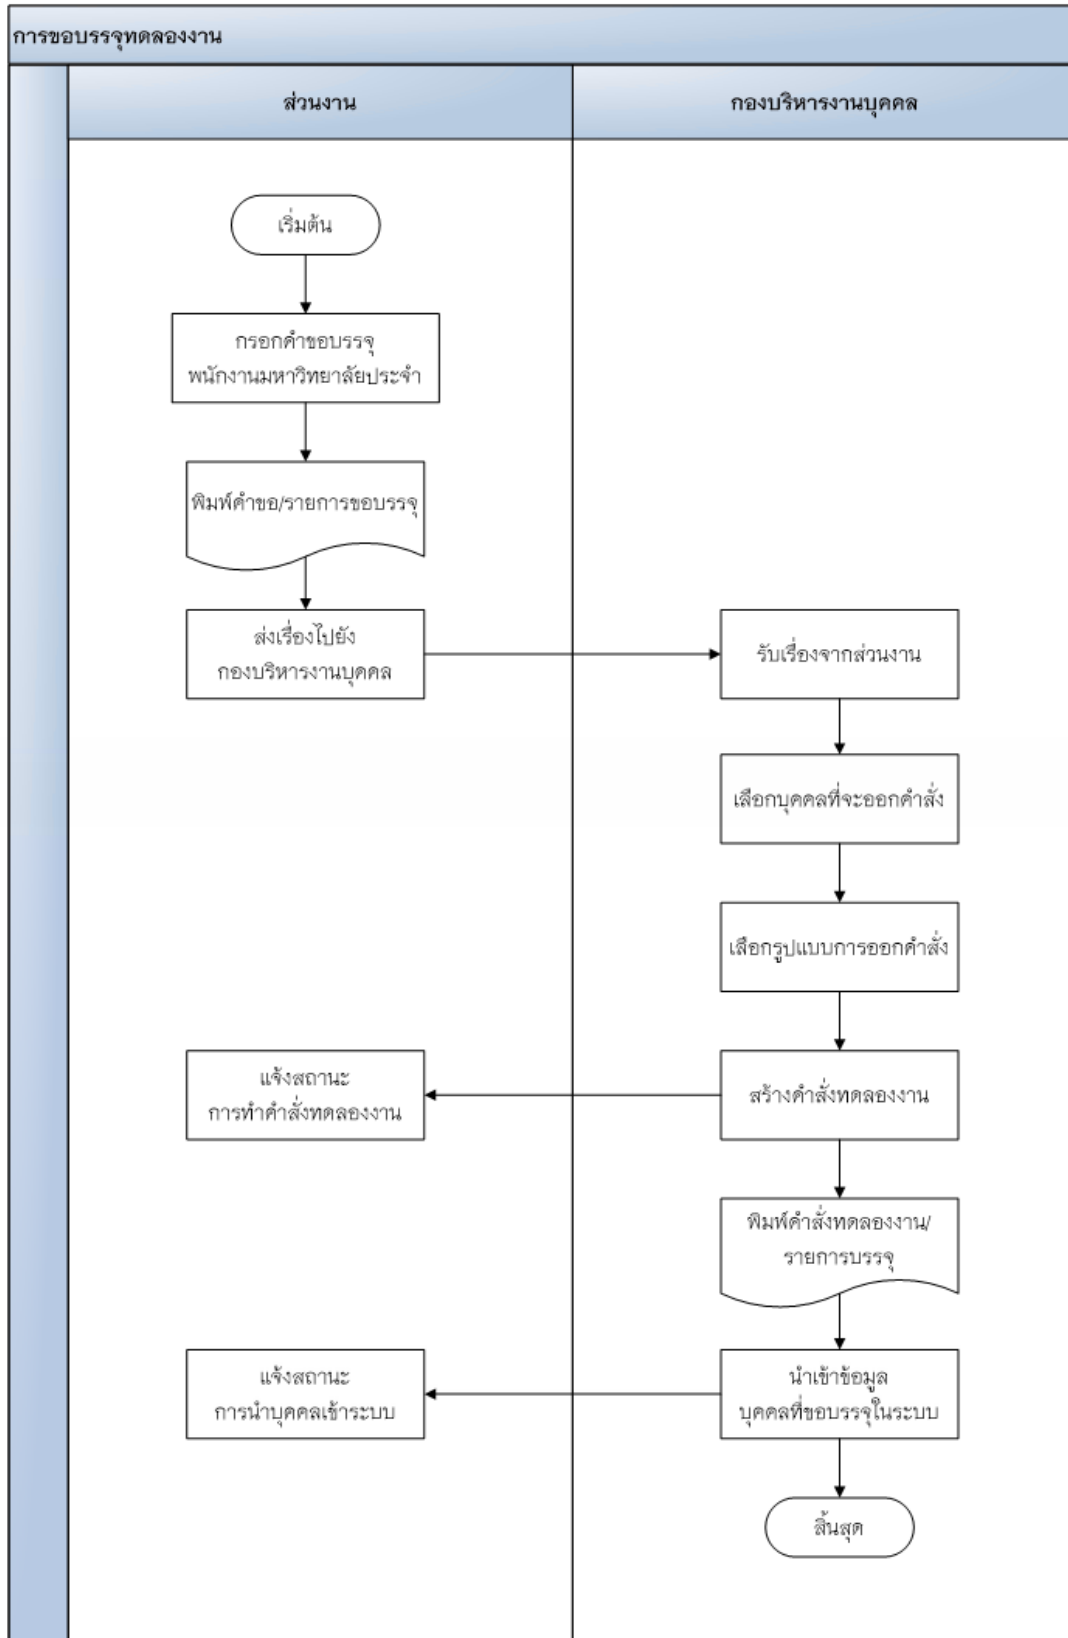 การขอบรรจุทดลองงาน
ส่วนงาน
กองบริหารงานบุคคล
เริ่มต้น
กรอกคำขอบรรจุ
พนักงานมหาวิทยาลัยประจำ
พิมพ์คำขอ/รายการขอบรรจุ
ส่งเรื่องไปยัง
กองบริหารงานบุคคล
รับเรื่องจากส่วนงาน
เลือกบุคคลที่จะออกคำสั่ง
เลือกรูปแบบการออกคำสั่ง
แจ้งสถานะ
การทำคำสั่งทดลองงาน
สร้างคำสั่งทดลองงาน
พิมพ์คำสั่งทดลองงาน/
รายการบรรจุ
แจ้งสถานะ
การนำบุคคลเข้าระบบ
นำเข้าข้อมูล
บุคคลที่ขอบรรจุในระบบ
สิ้นสุด